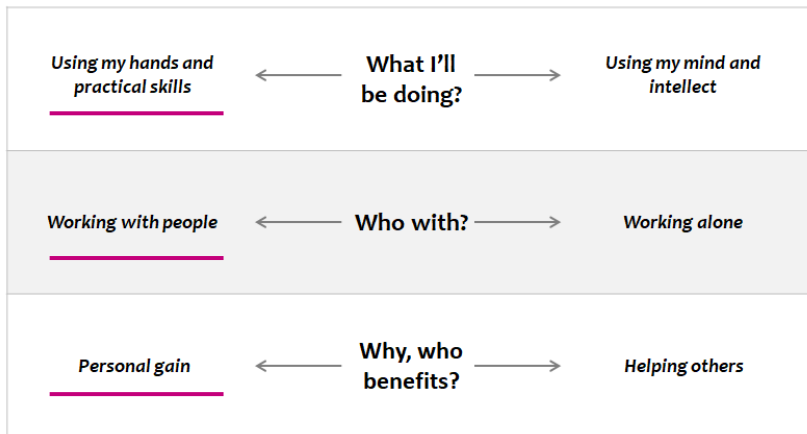 Using my hands and
practical skills
What I'll
be doing?
Using my mind and
intellect
Working with people
Who with?
Working alone
Personal gain
Why, who
benefits?
Helping others